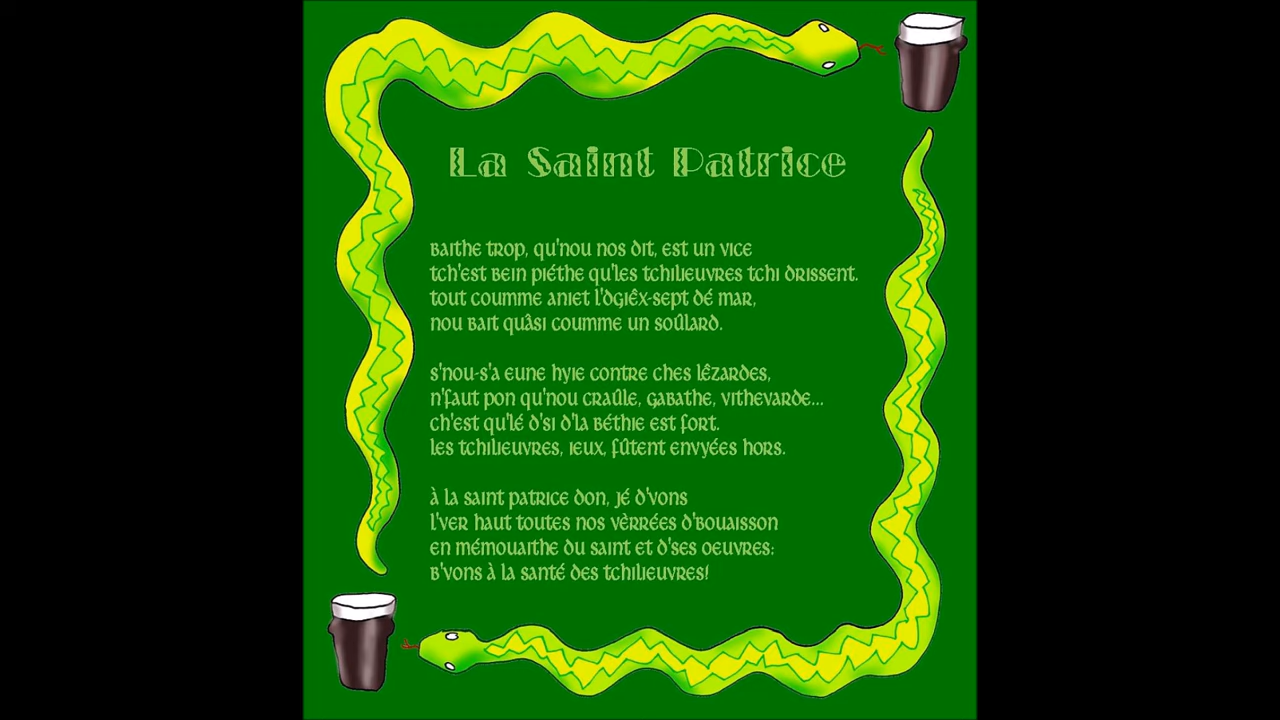 La Saint Patrice
Baithe trop, qu'nou nos dit, est un vice
tch'est bein piéthe qu'les tchilieuvres tchi drissent.
tout coumme aniet l'dgiêx-sept dé mar,
nou bait quâsi coumme un soûlard.
s'nou-s'a eune hyie contre ches lêzardes,
n'faut pon qu'nou craûle, gabathe, vithevarde...
ch'est qu'lé d'si d'la béthie est fort.
les tchilieuvres, ieux, fûtent envyées hors.
à la saint patrice don, jé d'vons
l'ver haut toutes nos vèrrées d'bouaisson
en mémouaithe du saint et d'ses oeuvres:
b'vons à la santé des tchilieuvres!